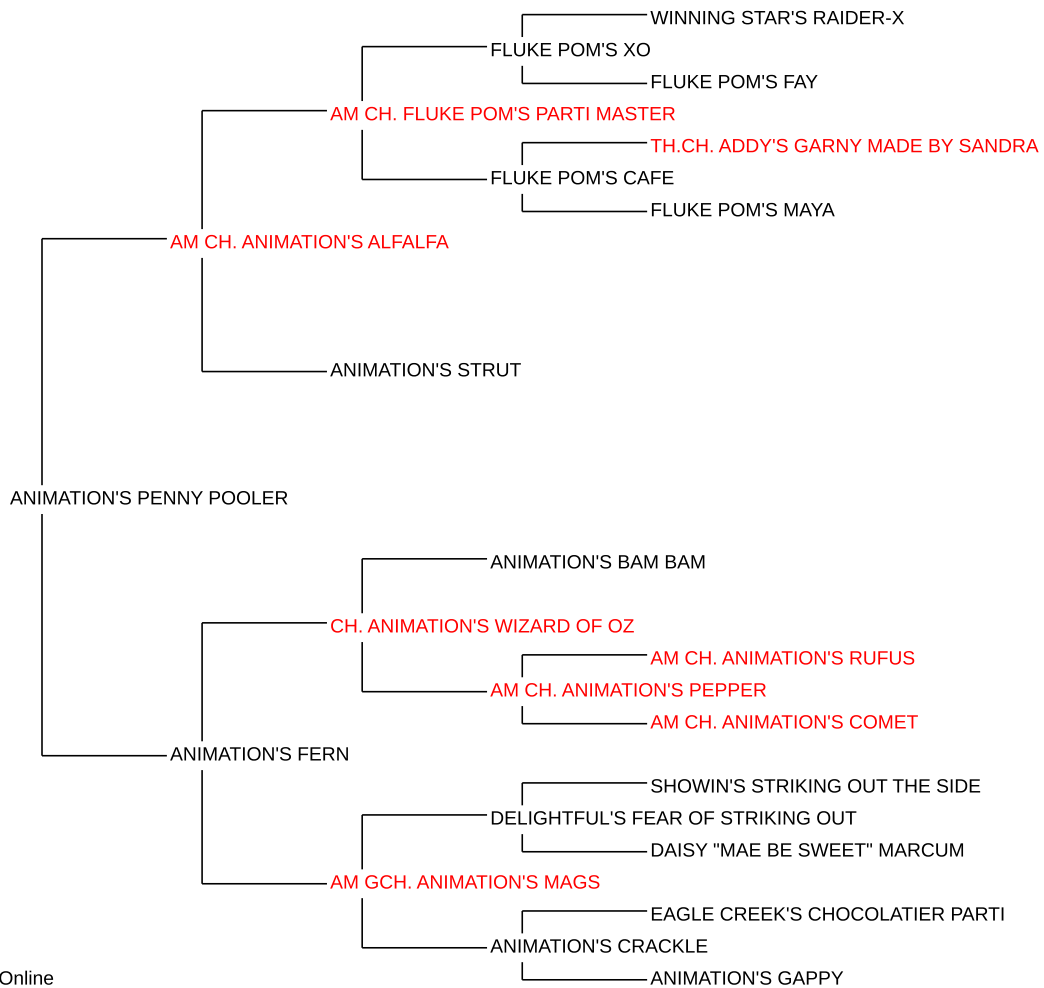 WINNING STAR'S RAIDER-X
FLUKE POM'S XO
FLUKE POM'S FAY
AM CH. FLUKE POM'S PARTI MASTER
TH.CH. ADDY'S GARNY MADE BY SANDRA
FLUKE POM'S CAFE
FLUKE POM'S MAYA
AM CH. ANIMATION'S ALFALFA
ANIMATION'S STRUT
ANIMATION'S PENNY POOLER
ANIMATION'S BAM BAM
CH. ANIMATION'S WIZARD OF OZ
AM CH. ANIMATION'S RUFUS
AM CH. ANIMATION'S PEPPER
AM CH. ANIMATION'S COMET
ANIMATION'S FERN
SHOWIN'S STRIKING OUT THE SIDE
DELIGHTFUL'S FEAR OF STRIKING OUT
DAISY "MAE BE SWEET" MARCUM
AM GCH. ANIMATION'S MAGS
EAGLE CREEK'S CHOCOLATIER PARTI
ANIMATION'S CRACKLE
ANIMATION'S GAPPY
Online